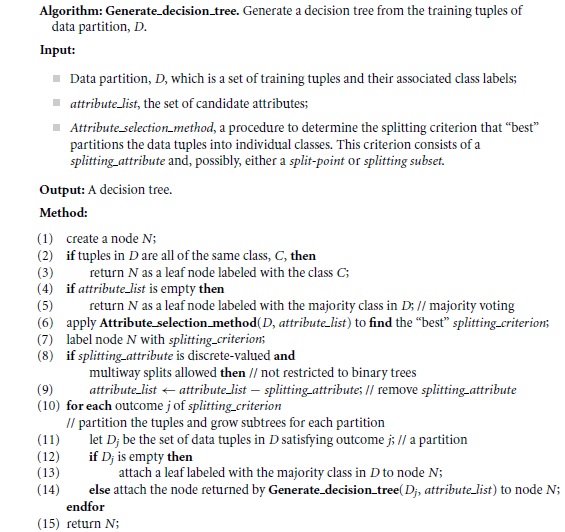 Algorithm: Generate_decision_tree. Generate a decision tree from the training tuples of
data partition, D.
Input:
Data partition, D, which is a set of training tuples and their associated class labels;
attribute_list, the set of candidate attributes;
Attribute_selection_method, a procedure to determine the splitting criterion that “best”
partitions the data tuples into individual classes. This criterion consists of a
splitting_attribute and, possibly, either a split-point or splitting subset.
Output: A decision tree.
Method:
(1) create a node N;
(2) if tuples in D are all of the same class, C, then
(3) return N as a leaf node labeled with the class C;
(4) if attribute_list is empty then
(5) return N as a leaf node labeled with the majority class in D; // majority voting
(6) apply Attribute_selection_method(D, attribute_list) to find the “best” splitting_criterion;
(7) label node N with splitting_criterion;
(8) if splitting_attribute is discrete-valued and
multiway splits allowed then // not restricted to binary trees
(9) attribute_list ← attribute_list − splitting_attribute; // remove splitting_attribute
(10) for each outcome j of splitting_criterion
// partition the tuples and grow subtrees for each partition
(11) let Dj be the set of data tuples in D satisfying outcome j; // a partition
(12) if Dj is empty then
(13) attach a leaf labeled with the majority class in D to node N;
(14) else attach the node returned by Generate_decision_tree(Dj, attribute_list) to node N;
endfor
(15) return N;